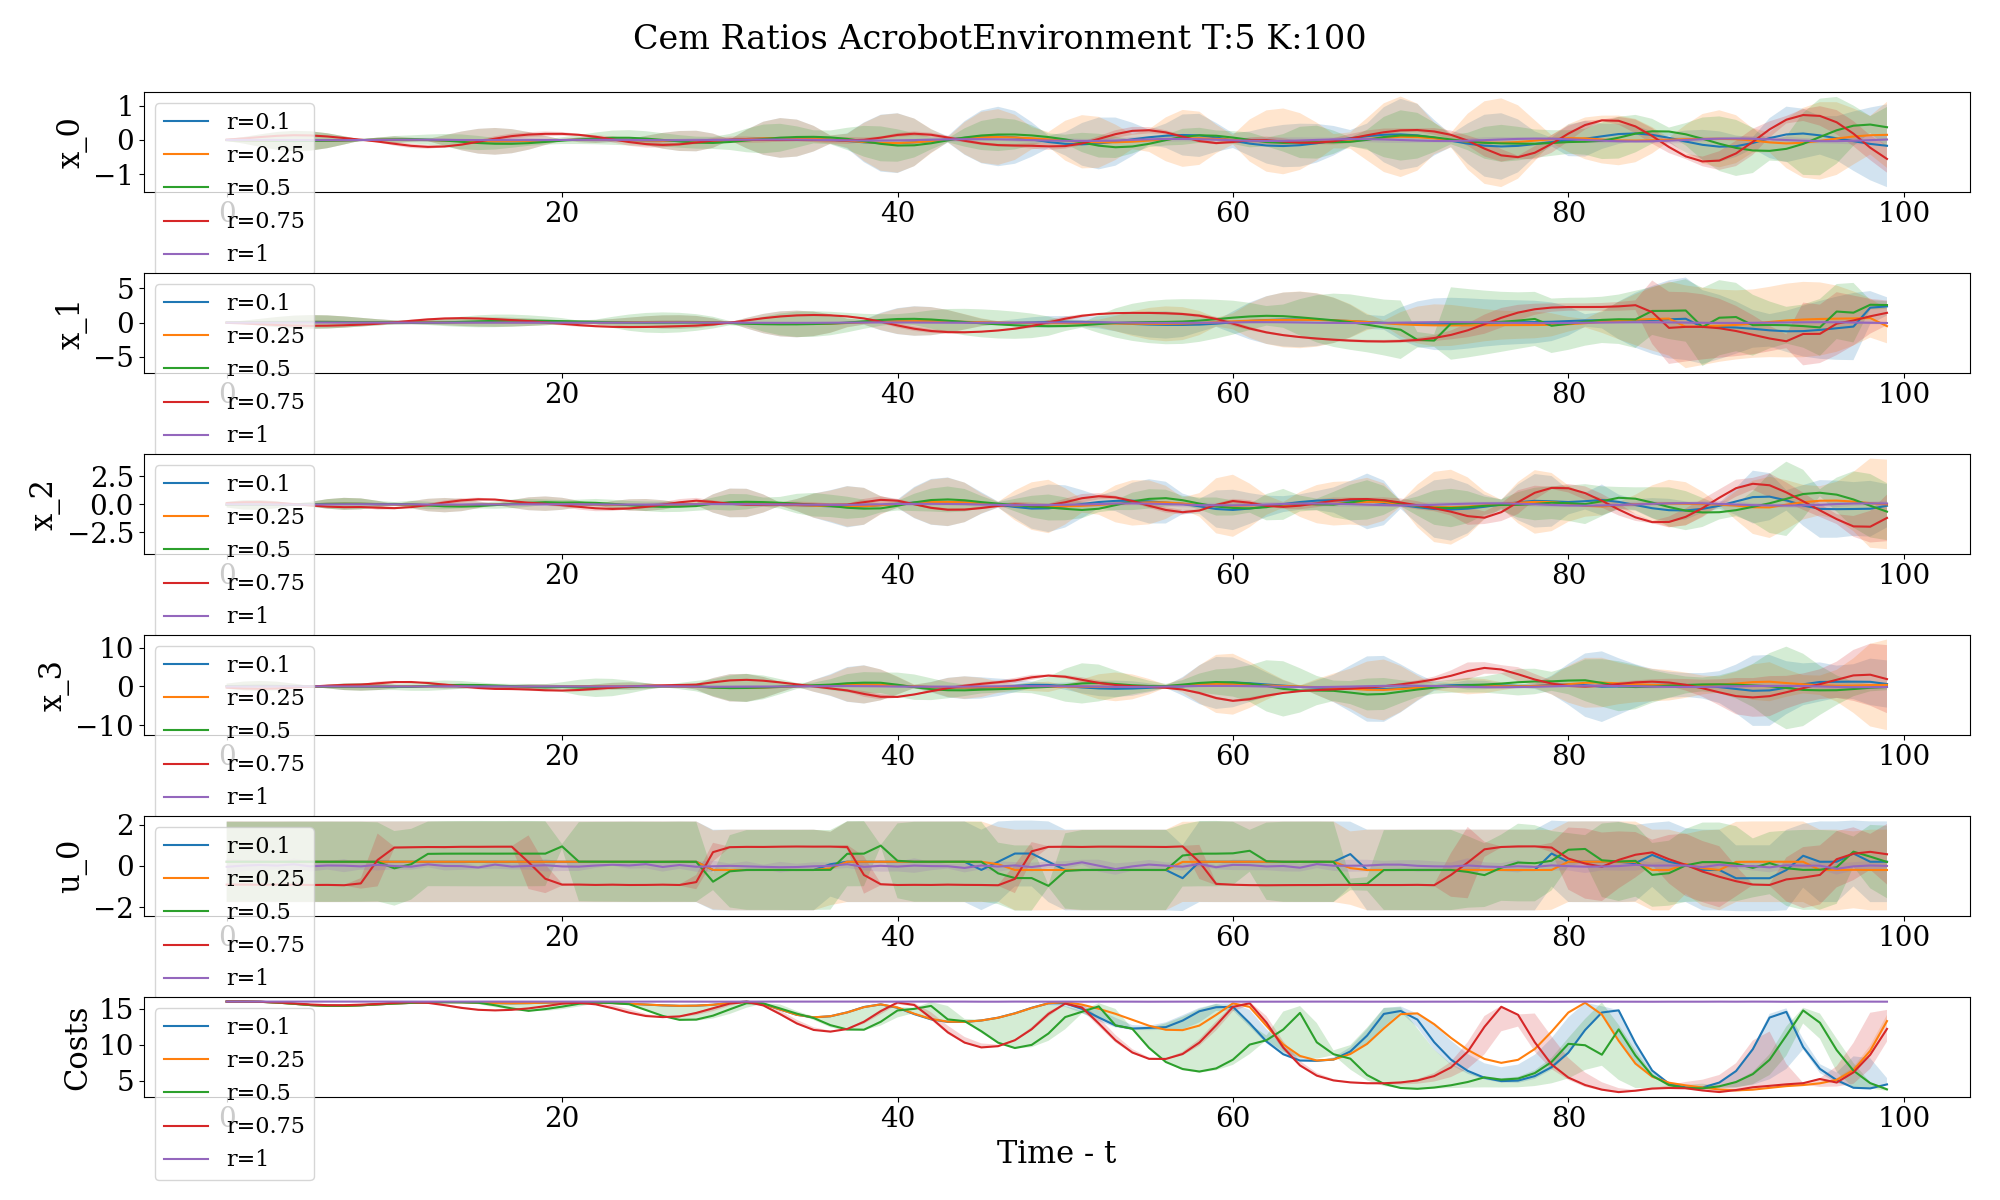 Cem Ratios AcrobotEnvironment T:5 K:100
x_0
1
0
−1
r=0.1
r=0.25
r=0.5
r=0.75
r=1
0 20 40 60 80 100
x_1
5
0
−5
r=0.1
r=0.25
r=0.5
r=0.75
r=1
0 20 40 60 80 100
x_2
2.5
0.0
−2.5
r=0.1
r=0.25
r=0.5
r=0.75
r=1
0 20 40 60 80 100
x_3
10
0
−10
r=0.1
r=0.25
r=0.5
r=0.75
r=1
0 20 40 60 80 100
u_0
2
0
−2
r=0.1
r=0.25
r=0.5
r=0.75
r=1
0 20 40 60 80 100
Costs
15
10
5
r=0.1
r=0.25
r=0.5
r=0.75
r=1
0 20 40 60 80 100
Time - t